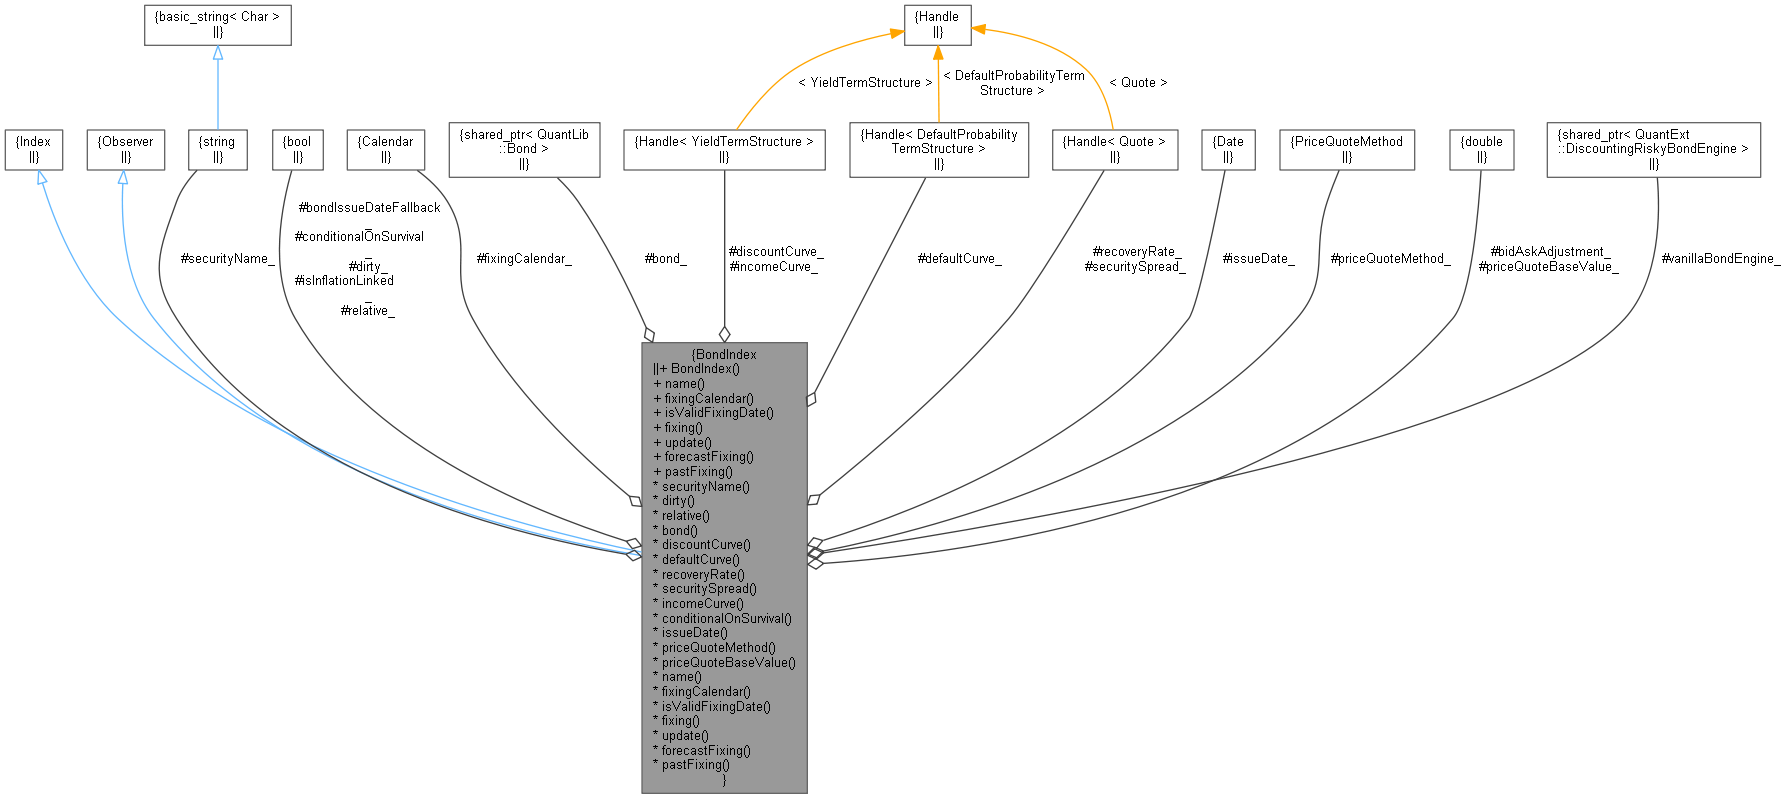 {basic_string< Char >
||}
{Handle
||}
< YieldTermStructure >
< DefaultProbabilityTerm
Structure >
< Quote >
{Index
||}
{Observer
||}
{string
||}
{bool
||}
{Calendar
||}
{shared_ptr< QuantLib
::Bond >
||}
{Handle< YieldTermStructure >
||}
{Handle< DefaultProbability
TermStructure >
||}
{Handle< Quote >
||}
{Date
||}
{PriceQuoteMethod
||}
{double
||}
{shared_ptr< QuantExt
::DiscountingRiskyBondEngine >
||}
#securityName_
#bondIssueDateFallback
_
#conditionalOnSurvival
_
#dirty_
#isInflationLinked
_
#relative_
#fixingCalendar_
#bond_
#discountCurve_
#incomeCurve_
#defaultCurve_
#recoveryRate_
#securitySpread_
#issueDate_
#priceQuoteMethod_
#bidAskAdjustment_
#priceQuoteBaseValue_
#vanillaBondEngine_
{BondIndex
||+ BondIndex()
+ name()
+ fixingCalendar()
+ isValidFixingDate()
+ fixing()
+ update()
+ forecastFixing()
+ pastFixing()
* securityName()
* dirty()
* relative()
* bond()
* discountCurve()
* defaultCurve()
* recoveryRate()
* securitySpread()
* incomeCurve()
* conditionalOnSurvival()
* issueDate()
* priceQuoteMethod()
* priceQuoteBaseValue()
* name()
* fixingCalendar()
* isValidFixingDate()
* fixing()
* update()
* forecastFixing()
* pastFixing()
}